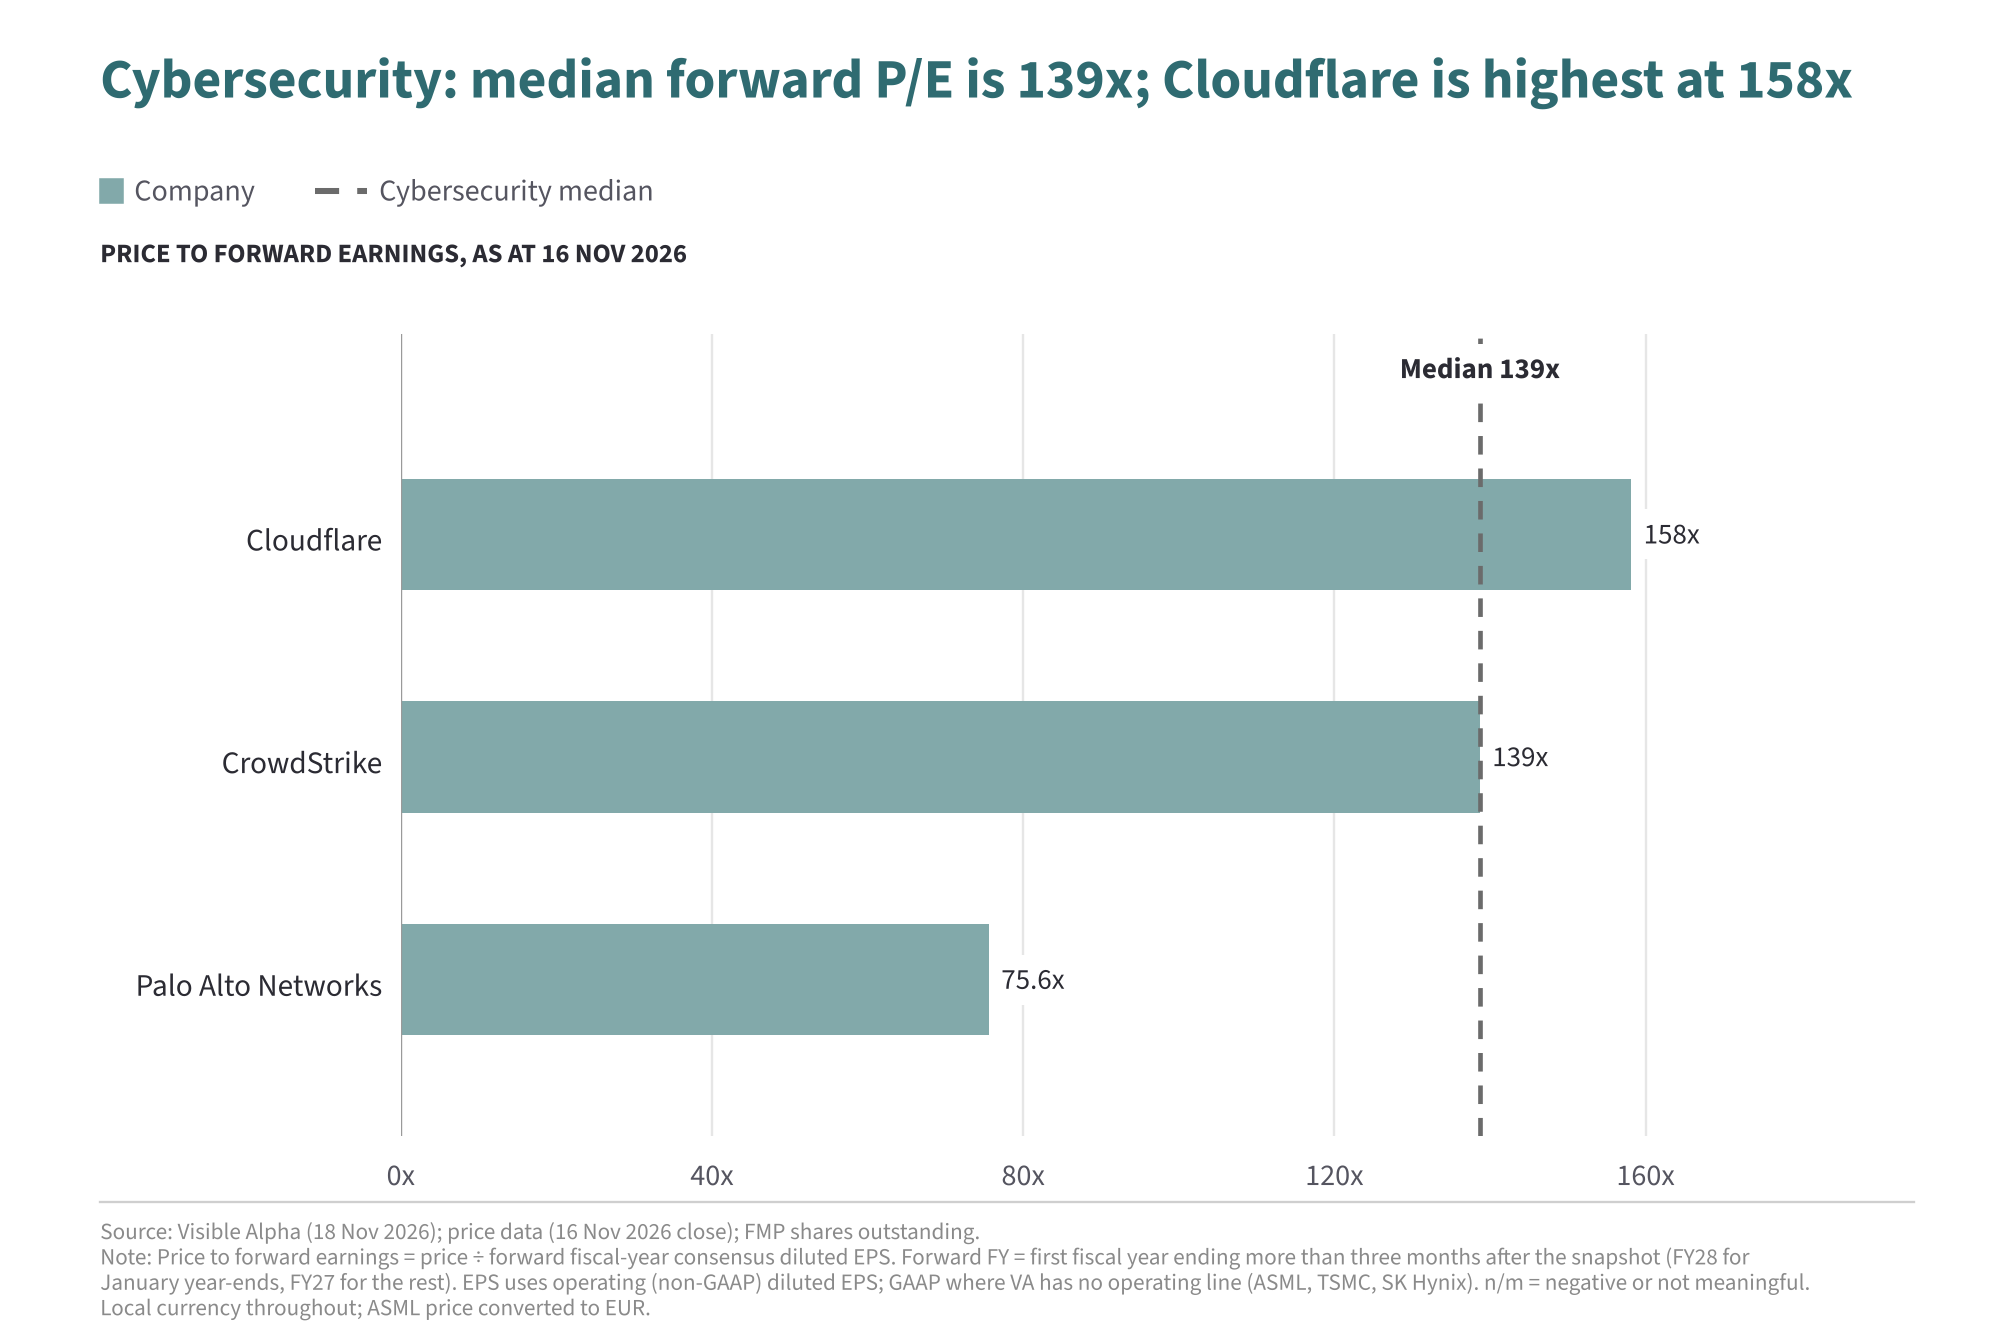 Cybersecurity: median forward P/E is 139x; Cloudflare is highest at 158x
Company
Cybersecurity median
PRICE TO FORWARD EARNINGS, AS AT 16 NOV 2026
Median 139x
Cloudflare
158x
CrowdStrike
139x
Palo Alto Networks
75.6x
0x
40x
80x
120x
160x
Source: Visible Alpha (18 Nov 2026); price data (16 Nov 2026 close); FMP shares outstanding.
Note: Price to forward earnings = price ÷ forward fiscal-year consensus diluted EPS. Forward FY = first fiscal year ending more than three months after the snapshot (FY28 for
January year-ends, FY27 for the rest). EPS uses operating (non-GAAP) diluted EPS; GAAP where VA has no operating line (ASML, TSMC, SK Hynix). n/m = negative or not meaningful.
Local currency throughout; ASML price converted to EUR.